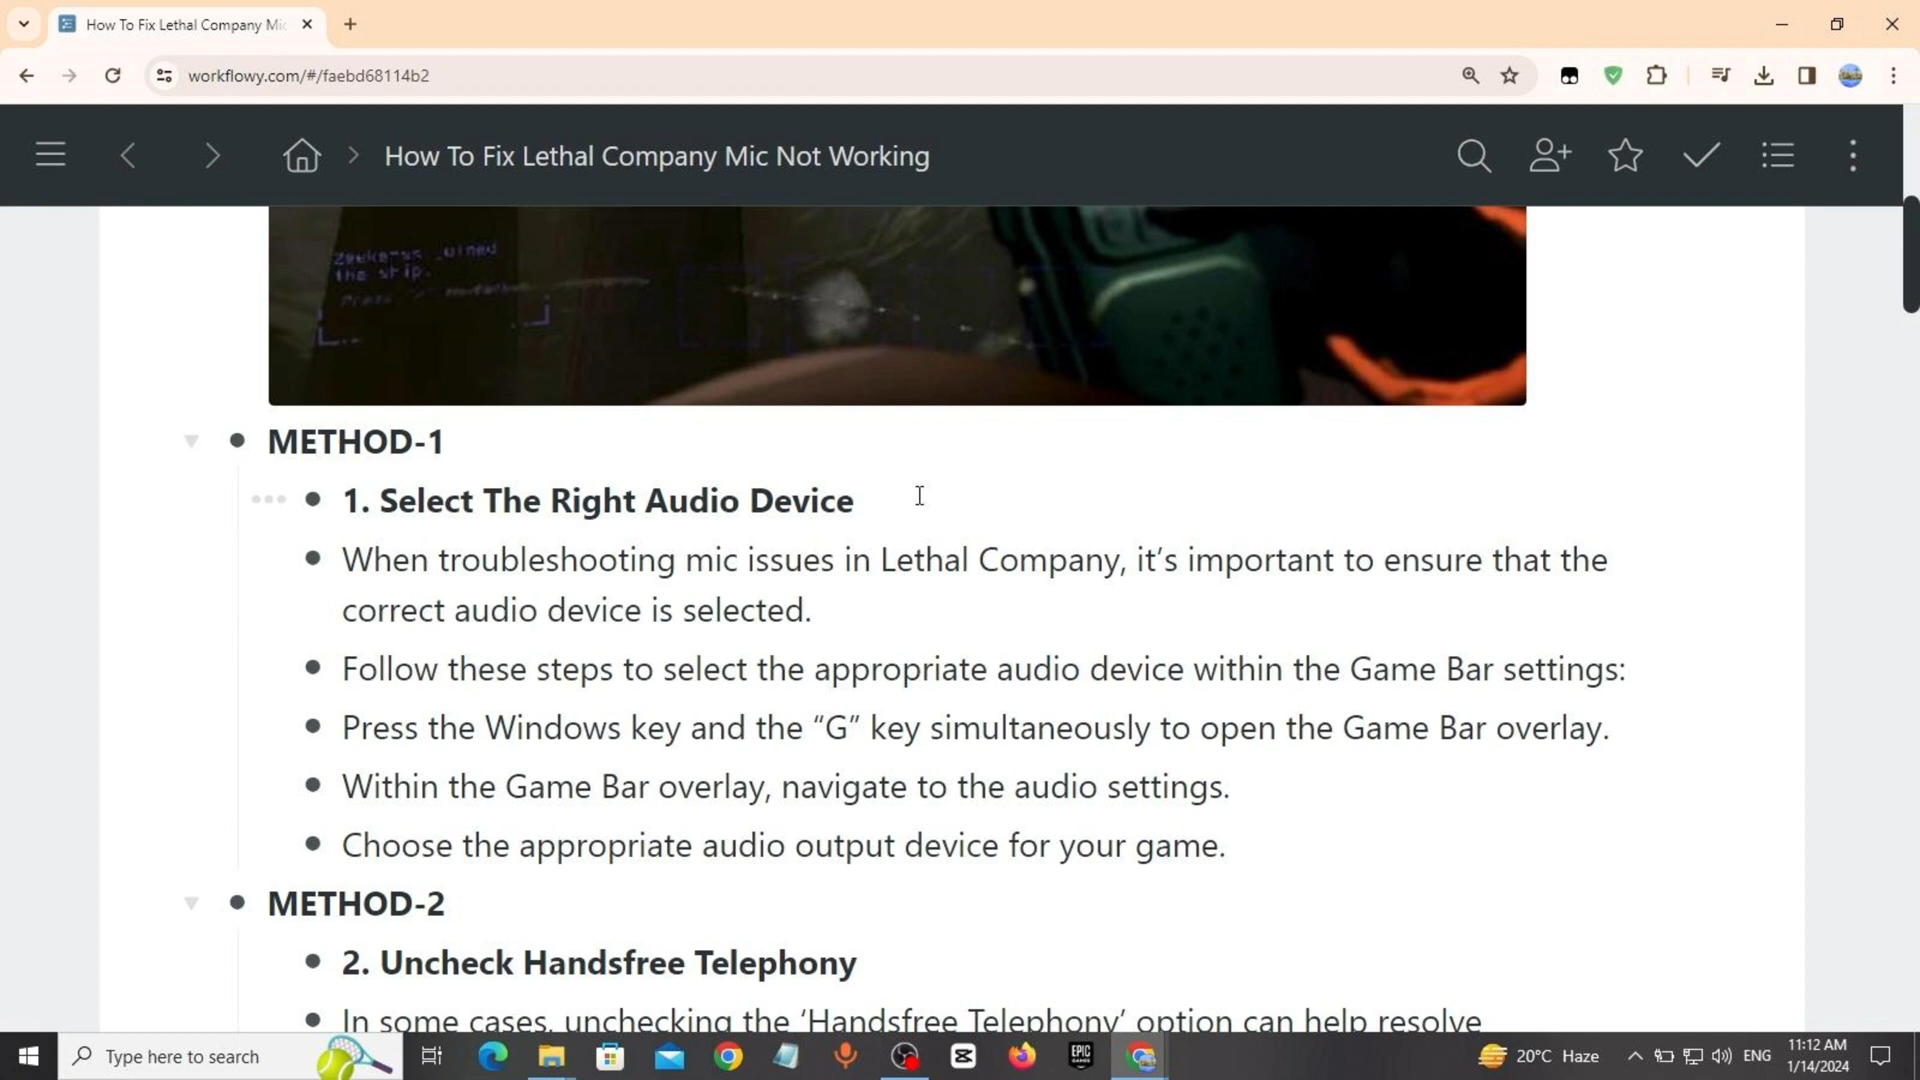 How To Fix Lethal Company Mic
workflowy.com/#/faebd68114b2
How To Fix Lethal Company Mic Not Working
joined
the ship.
METHOD-1
1. Select The Right Audio Device
When troubleshooting mic issues in Lethal Company, it’s important to ensure that the
correct audio device is selected.
Follow these steps to select the appropriate audio device within the Game Bar settings:
Press the Windows key and the “G” key simultaneously to open the Game Bar overlay.
Within the Game Bar overlay, navigate to the audio settings.
Choose the appropriate audio output device for your game.
METHOD-2
2. Uncheck Handsfree Telephony
In some cases, unchecking the ‘Handsfree Telephony’ option can help resolve
Type here to search
EPIC
GAMES
20°C Haze
ENG
11:12 AM
1/14/2024